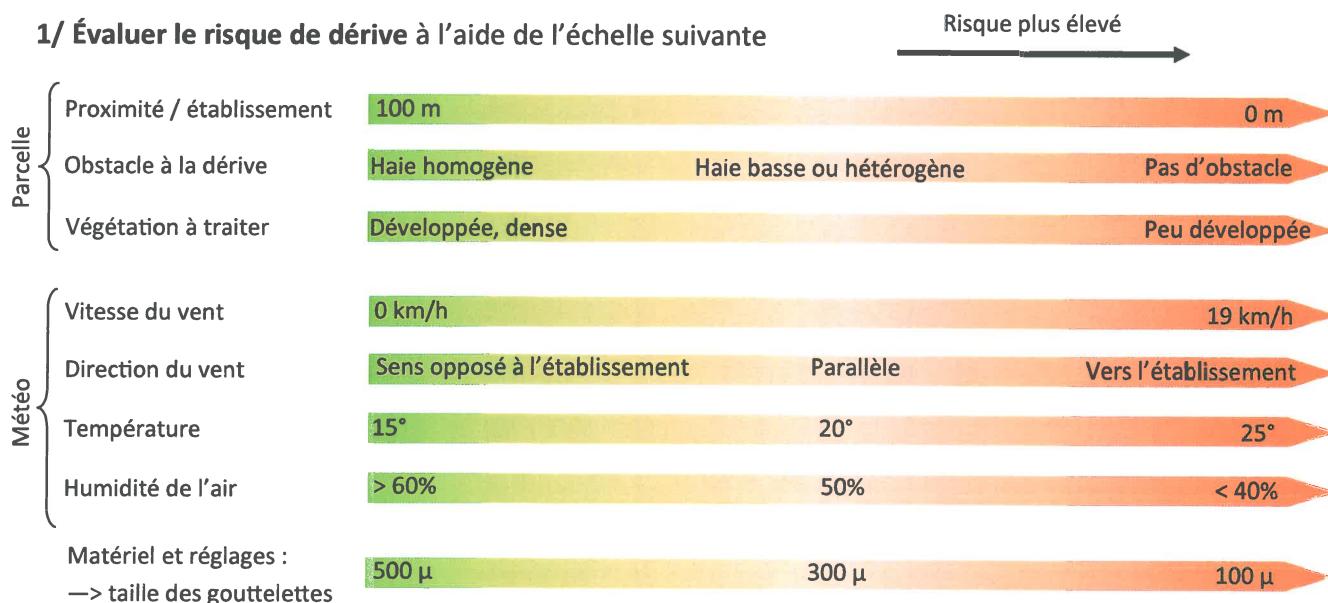 1/ Évaluer le risque de dérive à l'aide de l'échelle suivante
Risque plus élevé
Parcelle
Proximité / établissement 100 m 0 m
Obstacle à la dérive Haie homogène Haie basse ou hétérogène Pas d'obstacle
Végétation à traiter Développée, dense Peu développée
Météo
Vitesse du vent 0 km/h 19 km/h
Direction du vent Sens opposé à l'établissement Parallèle Vers l'établissement
Température 15° 20° 25°
Humidité de l'air > 60% 50% < 40%
Matériel et réglages :
—> taille des gouttelettes 500 µ 300 µ 100 µ